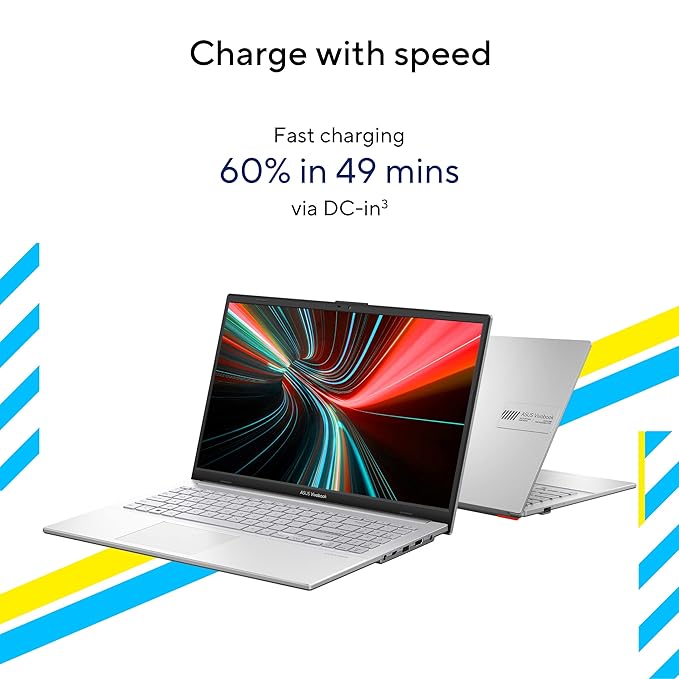 Charge with speed
Fast charging
60% in 49 mins
via DC-in³
ASUS Vivobook
ASUS Vivobook